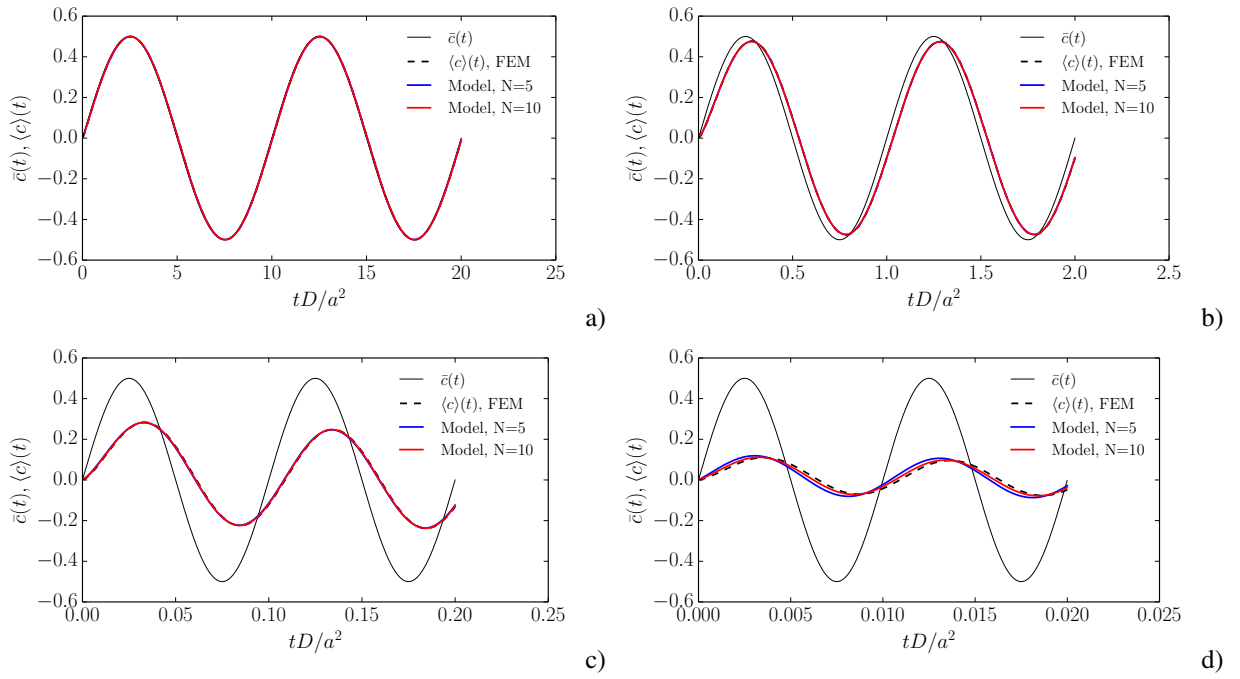 0.6
0.4
0.2
0.0
−0.2
−0.4
−0.6
c̄(t), ⟨c⟩(t)
c̄(t)
⟨c⟩(t), FEM
Model, N=5
Model, N=10
0 5 10 15 20 25
tD/a²
a)
0.6
0.4
0.2
0.0
−0.2
−0.4
−0.6
c̄(t), ⟨c⟩(t)
c̄(t)
⟨c⟩(t), FEM
Model, N=5
Model, N=10
0.0 0.5 1.0 1.5 2.0 2.5
tD/a²
b)
0.6
0.4
0.2
0.0
−0.2
−0.4
−0.6
c̄(t), ⟨c⟩(t)
c̄(t)
⟨c⟩(t), FEM
Model, N=5
Model, N=10
0.00 0.05 0.10 0.15 0.20 0.25
tD/a²
c)
0.6
0.4
0.2
0.0
−0.2
−0.4
−0.6
c̄(t), ⟨c⟩(t)
c̄(t)
⟨c⟩(t), FEM
Model, N=5
Model, N=10
0.000 0.005 0.010 0.015 0.020 0.025
tD/a²
d)